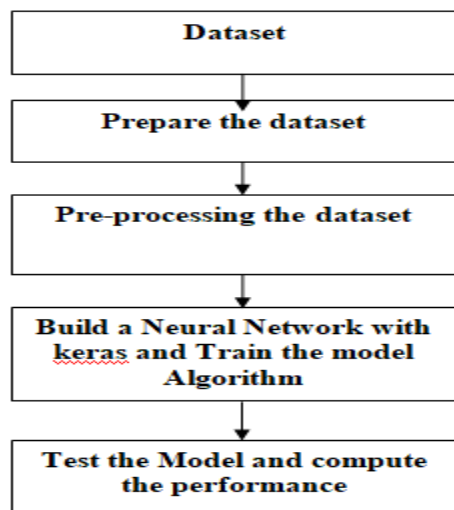 Dataset
Prepare the dataset
Pre-processing the dataset
Build a Neural Network with
keras and Train the model
Algorithm
Test the Model and compute
the performance